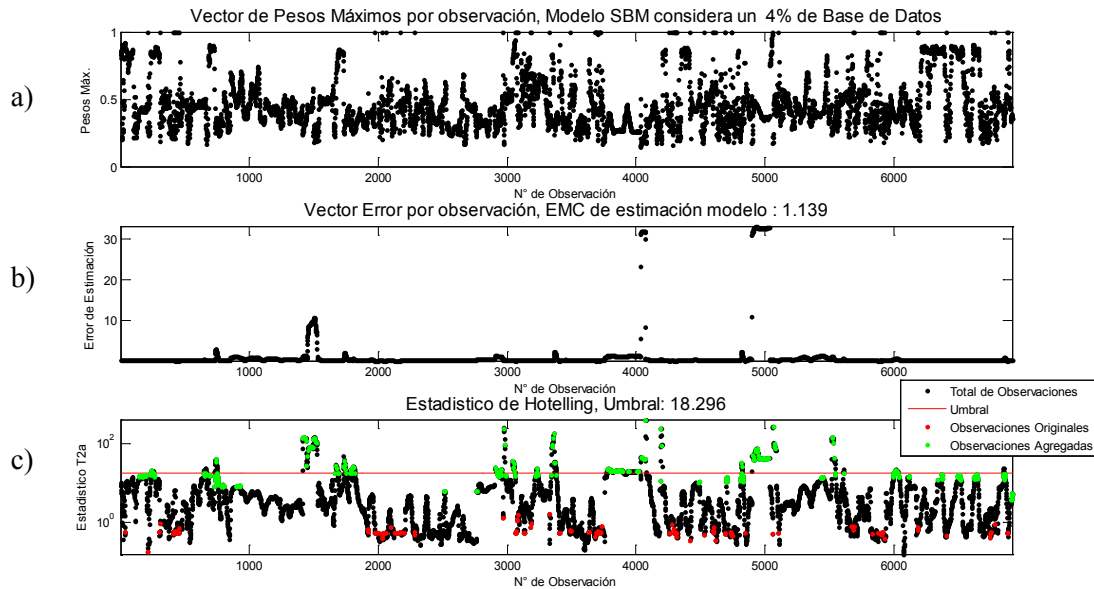 Vector de Pesos Máximos por observación, Modelo SBM considera un 4% de Base de Datos
a)
Pesos Máx.
1
0.5
0
1000 2000 3000 4000 5000 6000
N° de Observación
Vector Error por observación, EMC de estimación modelo : 1.139
b)
Error de Estimación
30
20
10
1000 2000 3000 4000 5000 6000
N° de Observación
Estadistico de Hotelling, Umbral: 18.296
Total de Observaciones
Umbral
Observaciones Originales
Observaciones Agregadas
c)
Estadistico T2a
10²
10⁰
1000 2000 3000 4000 5000 6000
N° de Observación